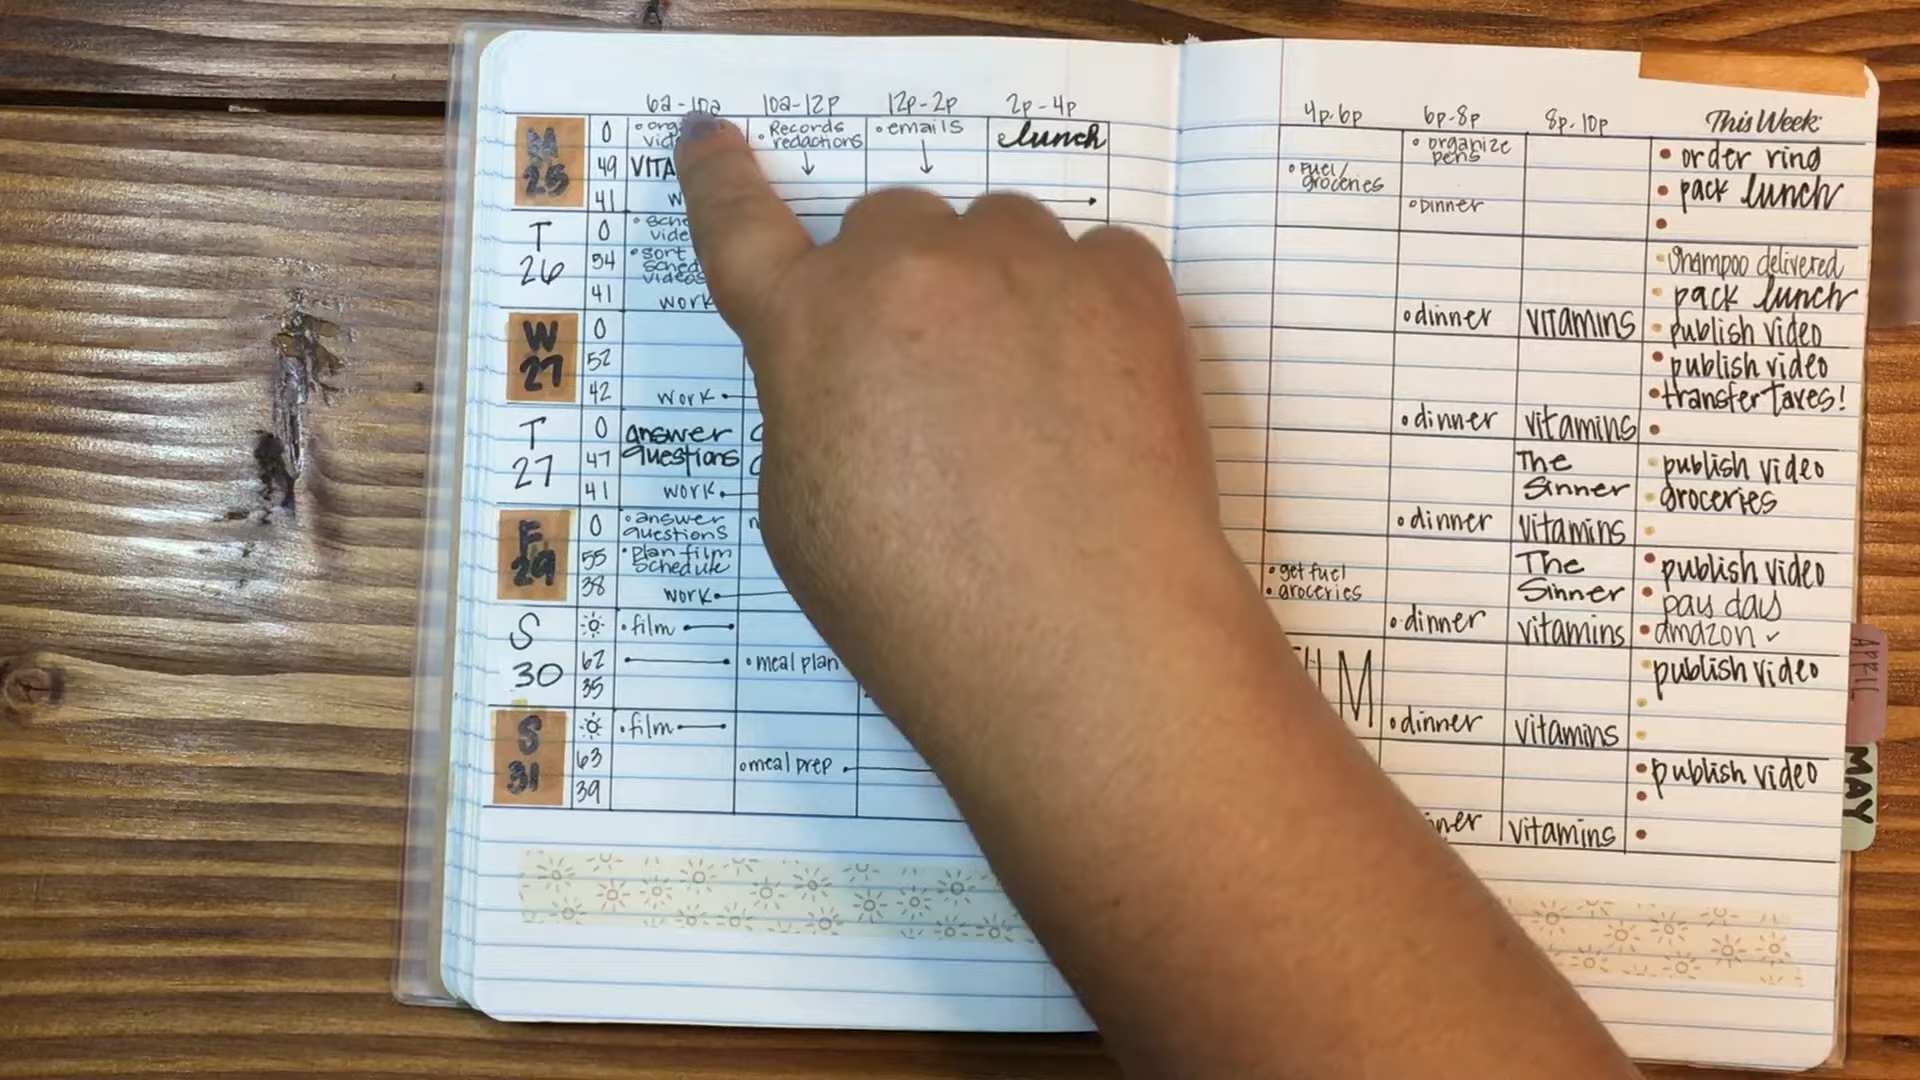 6a-10a 10a-12p 12p-2p 2p-4p 4p-6p 6p-8p 8p-10p This Week:
M
25
0
49
41
Records
redactions
emails
lunch
Fuel/
groceries
organize
pens
Dinner
order ring
pack lunch
T
26
0
54
41
sort
videos
work
dinner
vitamins
shampoo delivered
pack lunch
publish video
W
27
0
52
42
work
dinner
vitamins
publish video
transfer taxes!
T
27
0
47
41
answer
questions
work
The
Sinner
dinner
vitamins
publish video
groceries
F
29
0
55
38
answer
questions
plan film
schedule
work
get fuel
groceries
The
Sinner
dinner
vitamins
publish video
pay day
amazon ✓
S
30
62
35
film
meal plan
dinner
vitamins
publish video
S
31
63
39
film
meal prep
vitamins
publish video
APRIL
MAY